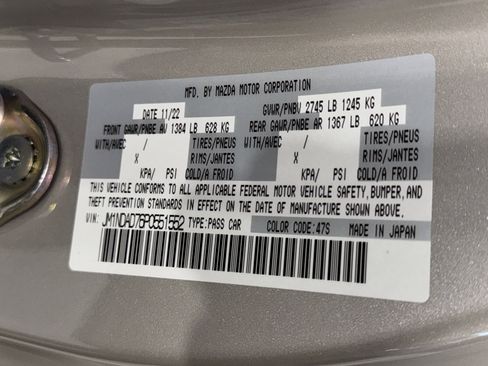 MFD. BY MAZDA MOTOR CORPORATION
DATE 11/22 GVWR/PNBV 2745 LB 1245 KG
FRONT GAWR/PNBE AV 1384 LB 628 KG REAR GAWR/PNBE AR 1367 LB 620 KG
WITH/AVEC / TIRES/PNEUS WITH/AVEC / TIRES/PNEUS
X RIMS/JANTES X RIMS/JANTES
KPA/ PSI COLD/A FROID KPA/ PSI COLD/A FROID
THIS VEHICLE CONFORMS TO ALL APPLICABLE FEDERAL MOTOR VEHICLE SAFETY, BUMPER, AND
THEFT PREVENTION STANDARDS IN EFFECT ON THE DATE OF MANUFACTURE SHOWN ABOVE.
VIN: JM1NDAD76P0551552 TYPE:PASS CAR COLOR CODE:47S MADE IN JAPAN